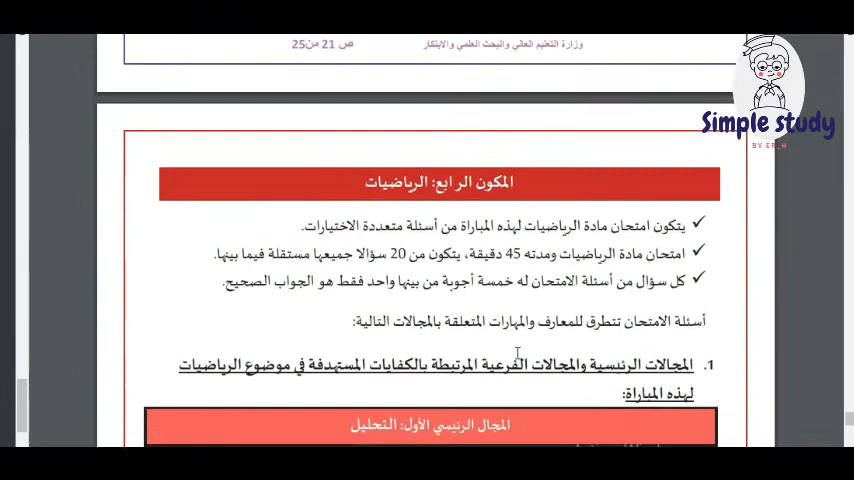 وزارة التعليم العالي والبحث العلمي والابتكار ص 21 من25
Simple study
BY ER_H
المكون الرابع: الرياضيات
✓ يتكون امتحان مادة الرياضيات لهذه المباراة من أسئلة متعددة الاختيارات.
✓ امتحان مادة الرياضيات ومدته 45 دقيقة، يتكون من 20 سؤالا جميعها مستقلة فيما بينها.
✓ كل سؤال من أسئلة الامتحان له خمسة أجوبة من بينها واحد فقط هو الجواب الصحيح.
أسئلة الامتحان تتطرق للمعارف والمهارات المتعلقة بالمجالات التالية:
1. المجالات الرئيسية والمجالات الفرعية المرتبطة بالكفايات المستهدفة في موضوع الرياضيات
لهذه المباراة:
المجال الرئيسي الأول: التحليل